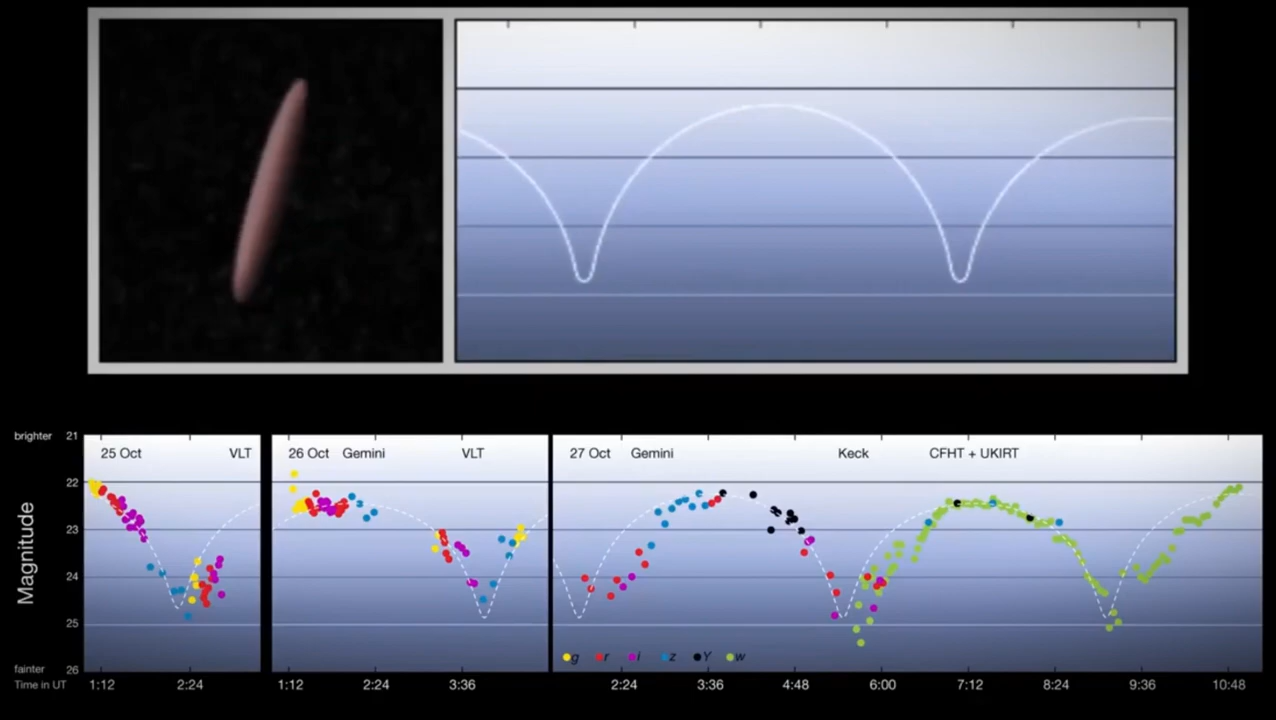 brighter 21
25 Oct VLT
26 Oct Gemini VLT
27 Oct Gemini Keck CFHT + UKIRT
22
23
Magnitude
24
25
g r i z Y w
fainter 26
Time in UT 1:12 2:24 1:12 2:24 3:36 2:24 3:36 4:48 6:00 7:12 8:24 9:36 10:48